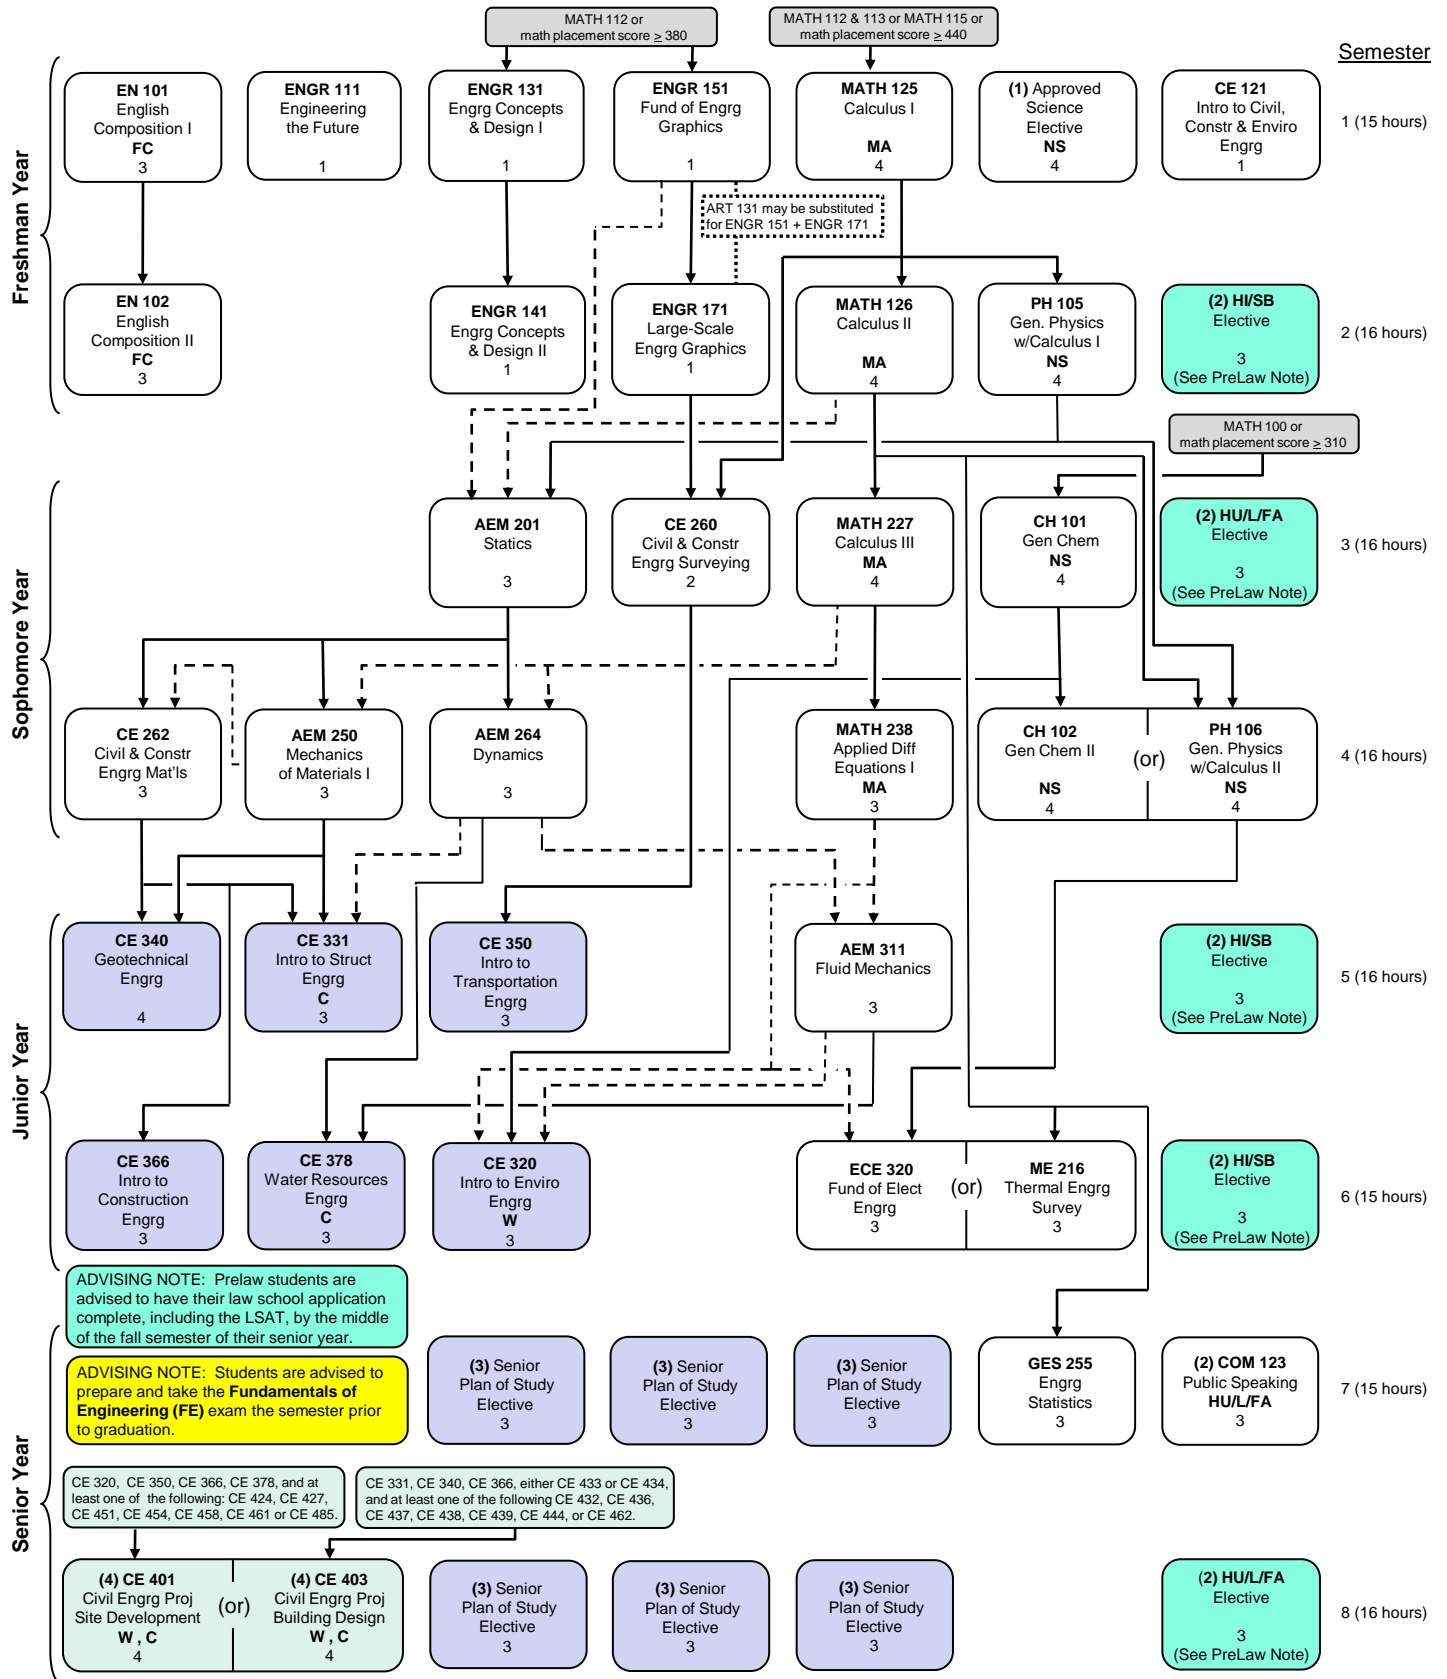 MATH 112 or
math placement score ≥ 380
MATH 112 & 113 or MATH 115 or
math placement score ≥ 440
Semester
Freshman Year
EN 101
English
Composition I
FC
3
ENGR 111
Engineering
the Future
1
ENGR 131
Engrg Concepts
& Design I
1
ENGR 151
Fund of Engrg
Graphics
1
MATH 125
Calculus I
MA
4
(1) Approved
Science
Elective
NS
4
CE 121
Intro to Civil,
Constr & Enviro
Engrg
1
1 (15 hours)
ART 131 may be substituted
for ENGR 151 + ENGR 171
EN 102
English
Composition II
FC
3
ENGR 141
Engrg Concepts
& Design II
1
ENGR 171
Large-Scale
Engrg Graphics
1
MATH 126
Calculus II
MA
4
PH 105
Gen. Physics
w/Calculus I
NS
4
(2) HI/SB
Elective
3
(See PreLaw Note)
2 (16 hours)
MATH 100 or
math placement score ≥ 310
Sophomore Year
AEM 201
Statics
3
CE 260
Civil & Constr
Engrg Surveying
2
MATH 227
Calculus III
MA
4
CH 101
Gen Chem
NS
4
(2) HU/L/FA
Elective
3
(See PreLaw Note)
3 (16 hours)
CE 262
Civil & Constr
Engrg Mat'ls
3
AEM 250
Mechanics
of Materials I
3
AEM 264
Dynamics
3
MATH 238
Applied Diff
Equations I
MA
3
CH 102
Gen Chem II
NS
4
(or)
PH 106
Gen. Physics
w/Calculus II
NS
4
4 (16 hours)
Junior Year
CE 340
Geotechnical
Engrg
4
CE 331
Intro to Struct
Engrg
C
3
CE 350
Intro to
Transportation
Engrg
3
AEM 311
Fluid Mechanics
3
(2) HI/SB
Elective
3
(See PreLaw Note)
5 (16 hours)
CE 366
Intro to
Construction
Engrg
3
CE 378
Water Resources
Engrg
C
3
CE 320
Intro to Enviro
Engrg
W
3
ECE 320
Fund of Elect
Engrg
3
(or)
ME 216
Thermal Engrg
Survey
3
(2) HI/SB
Elective
3
(See PreLaw Note)
6 (15 hours)
Senior Year
ADVISING NOTE: Prelaw students are
advised to have their law school application
complete, including the LSAT, by the middle
of the fall semester of their senior year.
ADVISING NOTE: Students are advised to
prepare and take the Fundamentals of
Engineering (FE) exam the semester prior
to graduation.
(3) Senior
Plan of Study
Elective
3
(3) Senior
Plan of Study
Elective
3
(3) Senior
Plan of Study
Elective
3
GES 255
Engrg
Statistics
3
(2) COM 123
Public Speaking
HU/L/FA
3
7 (15 hours)
CE 320, CE 350, CE 366, CE 378, and at
least one of the following: CE 424, CE 427,
CE 451, CE 454, CE 458, CE 461 or CE 485.
CE 331, CE 340, CE 366, either CE 433 or CE 434,
and at least one of the following CE 432, CE 436,
CE 437, CE 438, CE 439, CE 444, or CE 462.
(4) CE 401
Civil Engrg Proj
Site Development
W , C
4
(or)
(4) CE 403
Civil Engrg Proj
Building Design
W , C
4
(3) Senior
Plan of Study
Elective
3
(3) Senior
Plan of Study
Elective
3
(3) Senior
Plan of Study
Elective
3
(2) HU/L/FA
Elective
3
(See PreLaw Note)
8 (16 hours)